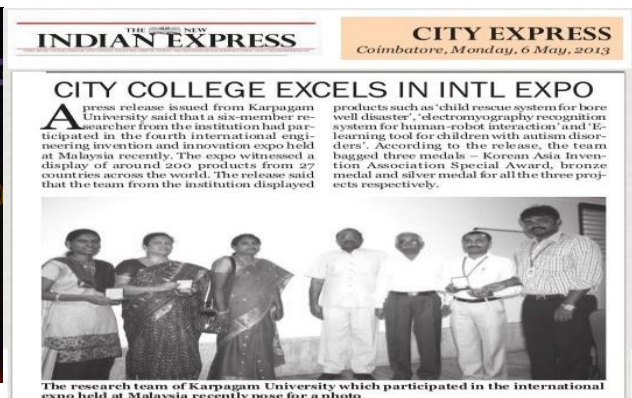 THE NEW
INDIAN EXPRESS
CITY EXPRESS
Coimbatore, Monday, 6 May, 2013
CITY COLLEGE EXCELS IN INTL EXPO
A press release issued from Karpagam
University said that a six-member re-
searcher from the institution had par-
ticipated in the fourth international engi-
neering invention and innovation expo held
at Malaysia recently. The expo witnessed a
display of around 200 products from 27
countries across the world. The release said
that the team from the institution displayed
products such as 'child rescue system for bore
well disaster', 'electromyography recognition
system for human-robot interaction' and 'E-
learning tool for children with autism disor-
ders'. According to the release, the team
bagged three medals – Korean Asia Inven-
tion Association Special Award, bronze
medal and silver medal for all the three proj-
ects respectively.
The research team of Karpagam University which participated in the international
expo held at Malaysia recently pose for a photo